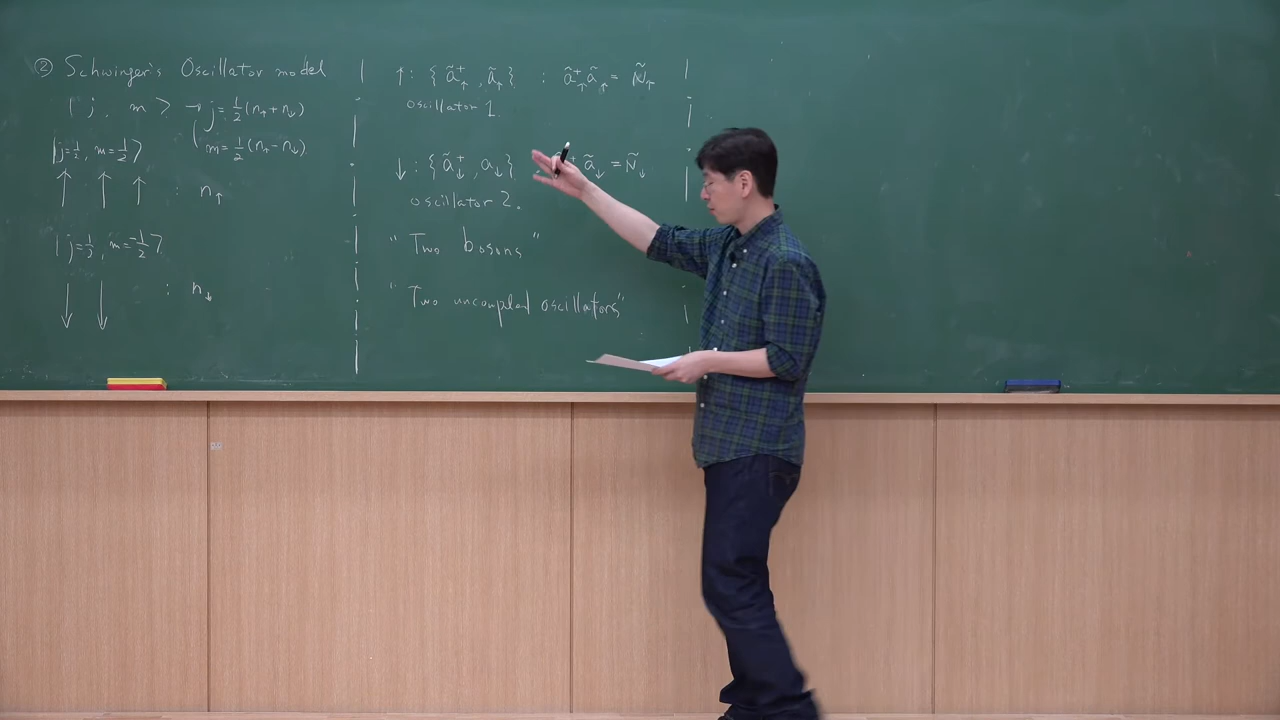 ② Schwinger's Oscillator model
| j, m > → j = ½(n↑ + n↓)
m = ½(n↑ - n↓)
| j=½, m=½ >
↑ ↑ ↑ : n↑
| j=½, m=-½ >
↓ ↓ : n↓
↑ : { ã↑†, ã↑ } : ã↑† ã↑ = Ñ↑
oscillator 1.
↓ : { ã↓†, a↓ } ã↓ = Ñ↓
oscillator 2.
"Two bosons"
"Two uncoupled oscillators"